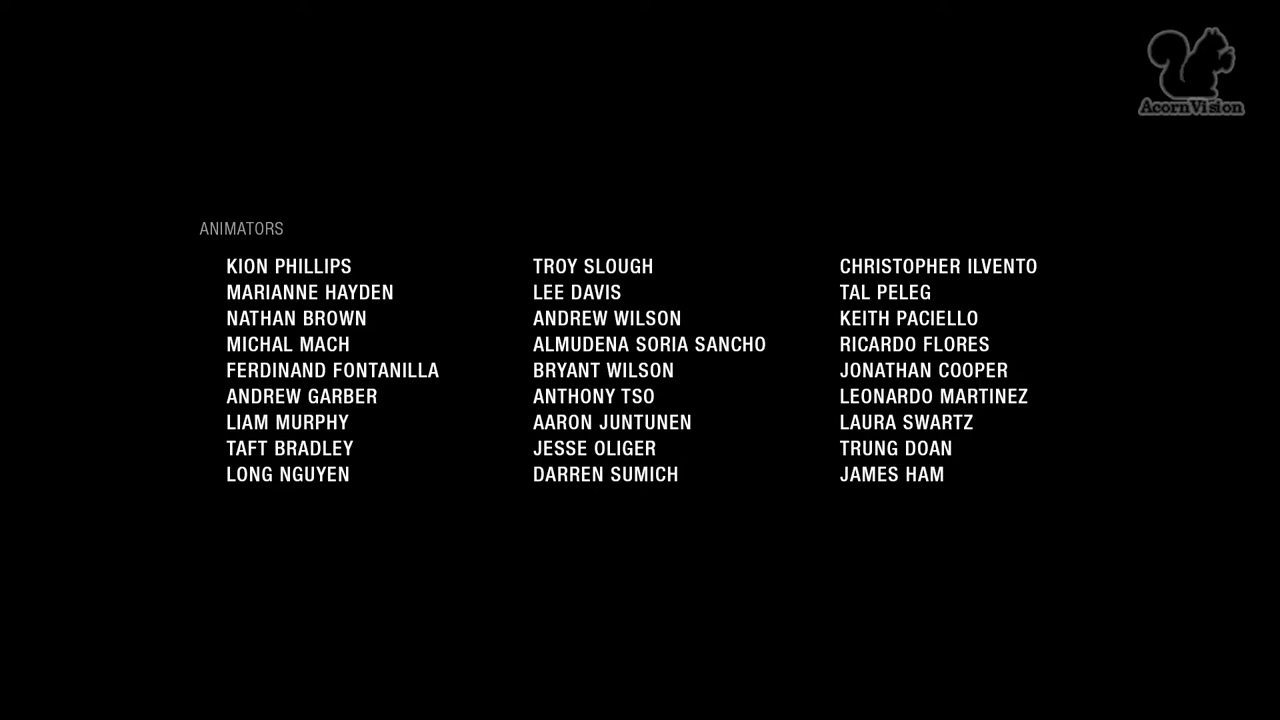 AcornVision
ANIMATORS
KION PHILLIPS
MARIANNE HAYDEN
NATHAN BROWN
MICHAL MACH
FERDINAND FONTANILLA
ANDREW GARBER
LIAM MURPHY
TAFT BRADLEY
LONG NGUYEN
TROY SLOUGH
LEE DAVIS
ANDREW WILSON
ALMUDENA SORIA SANCHO
BRYANT WILSON
ANTHONY TSO
AARON JUNTUNEN
JESSE OLIGER
DARREN SUMICH
CHRISTOPHER ILVENTO
TAL PELEG
KEITH PACIELLO
RICARDO FLORES
JONATHAN COOPER
LEONARDO MARTINEZ
LAURA SWARTZ
TRUNG DOAN
JAMES HAM